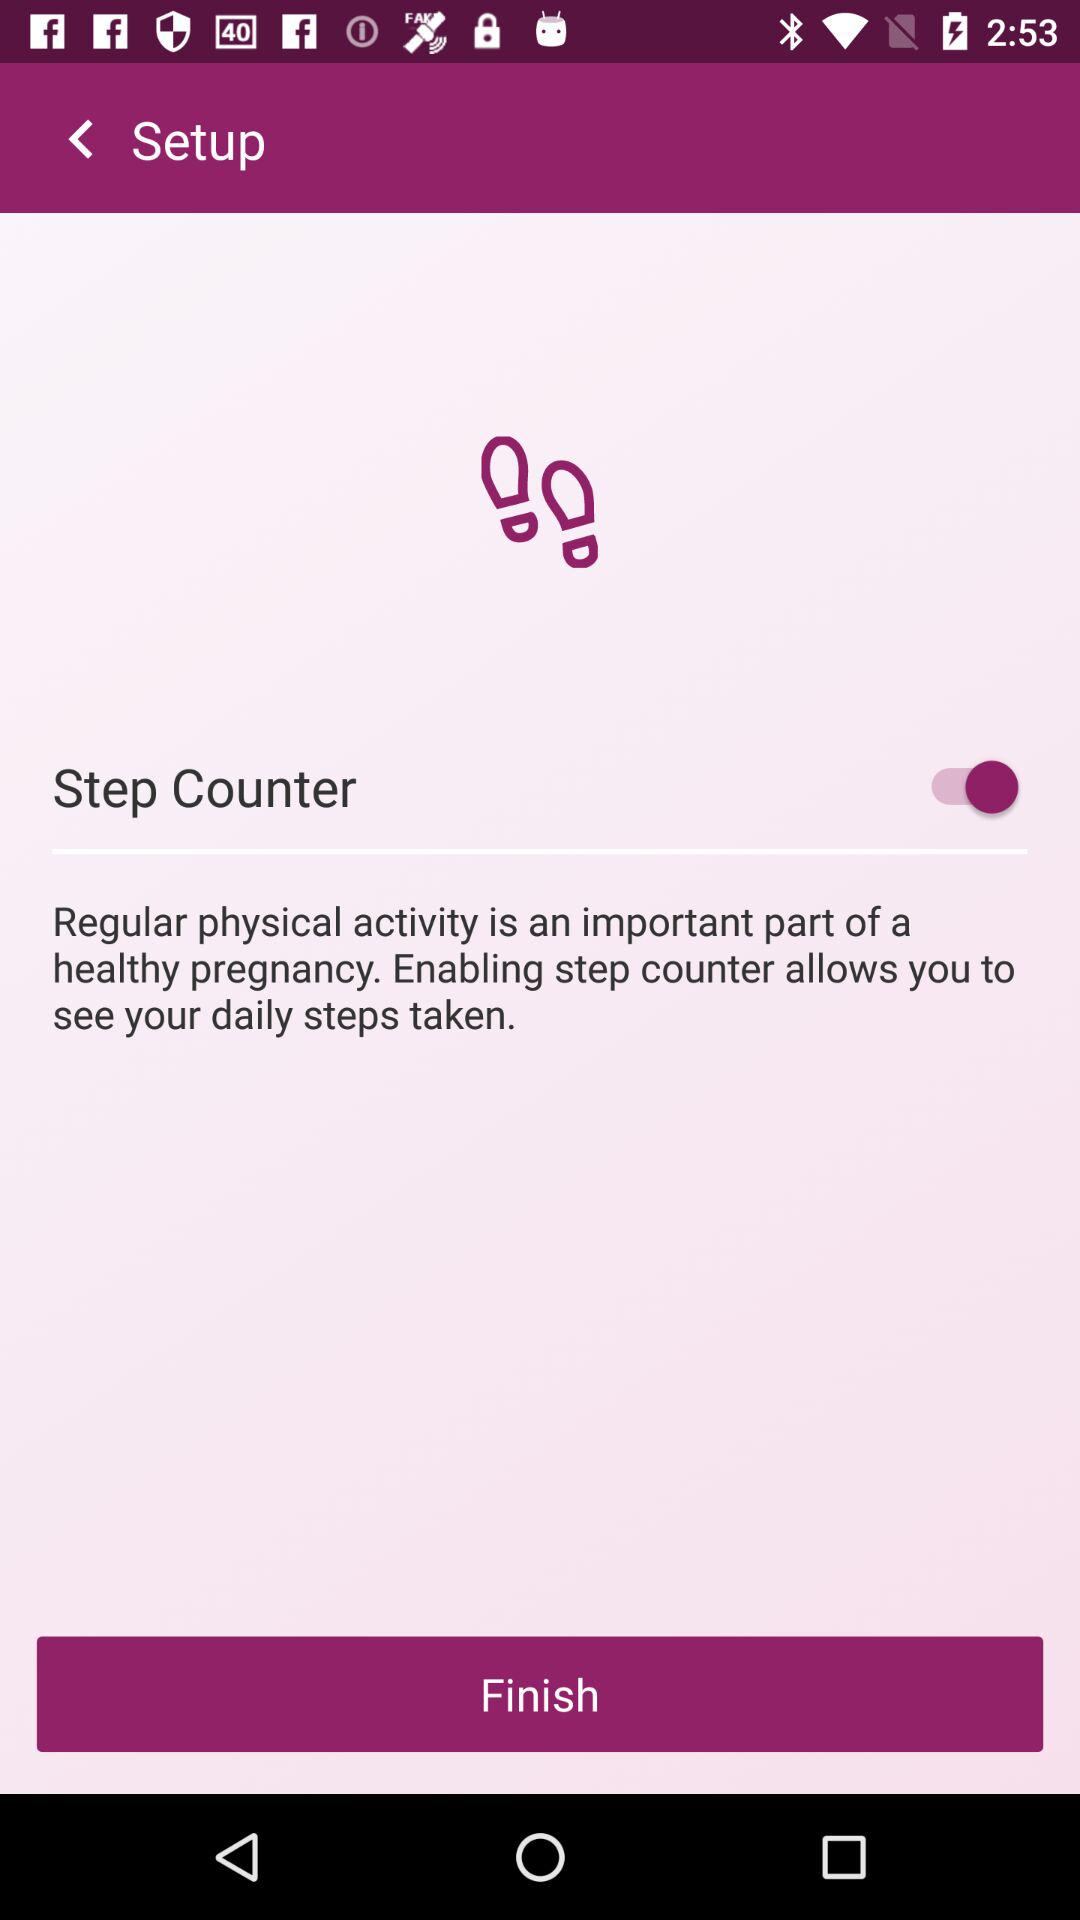 40 FAKE 2:53
Setup
Step Counter
Regular physical activity is an important part of a
healthy pregnancy. Enabling step counter allows you to
see your daily steps taken.
Finish